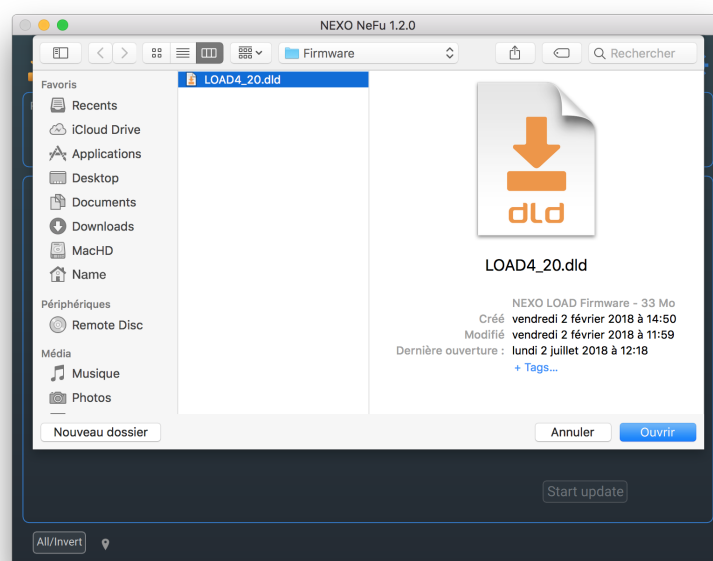 NEXO NeFu 1.2.0
Firmware
Rechercher
Favoris
Recents
iCloud Drive
Applications
Desktop
Documents
Downloads
MacHD
Name
Périphériques
Remote Disc
Média
Musique
Photos
LOAD4_20.dld
dld
LOAD4_20.dld
NEXO LOAD Firmware - 33 Mo
Créé vendredi 2 février 2018 à 14:50
Modifié vendredi 2 février 2018 à 11:59
Dernière ouverture : lundi 2 juillet 2018 à 12:18
+ Tags...
Nouveau dossier
Annuler
Ouvrir
Start update
All/Invert